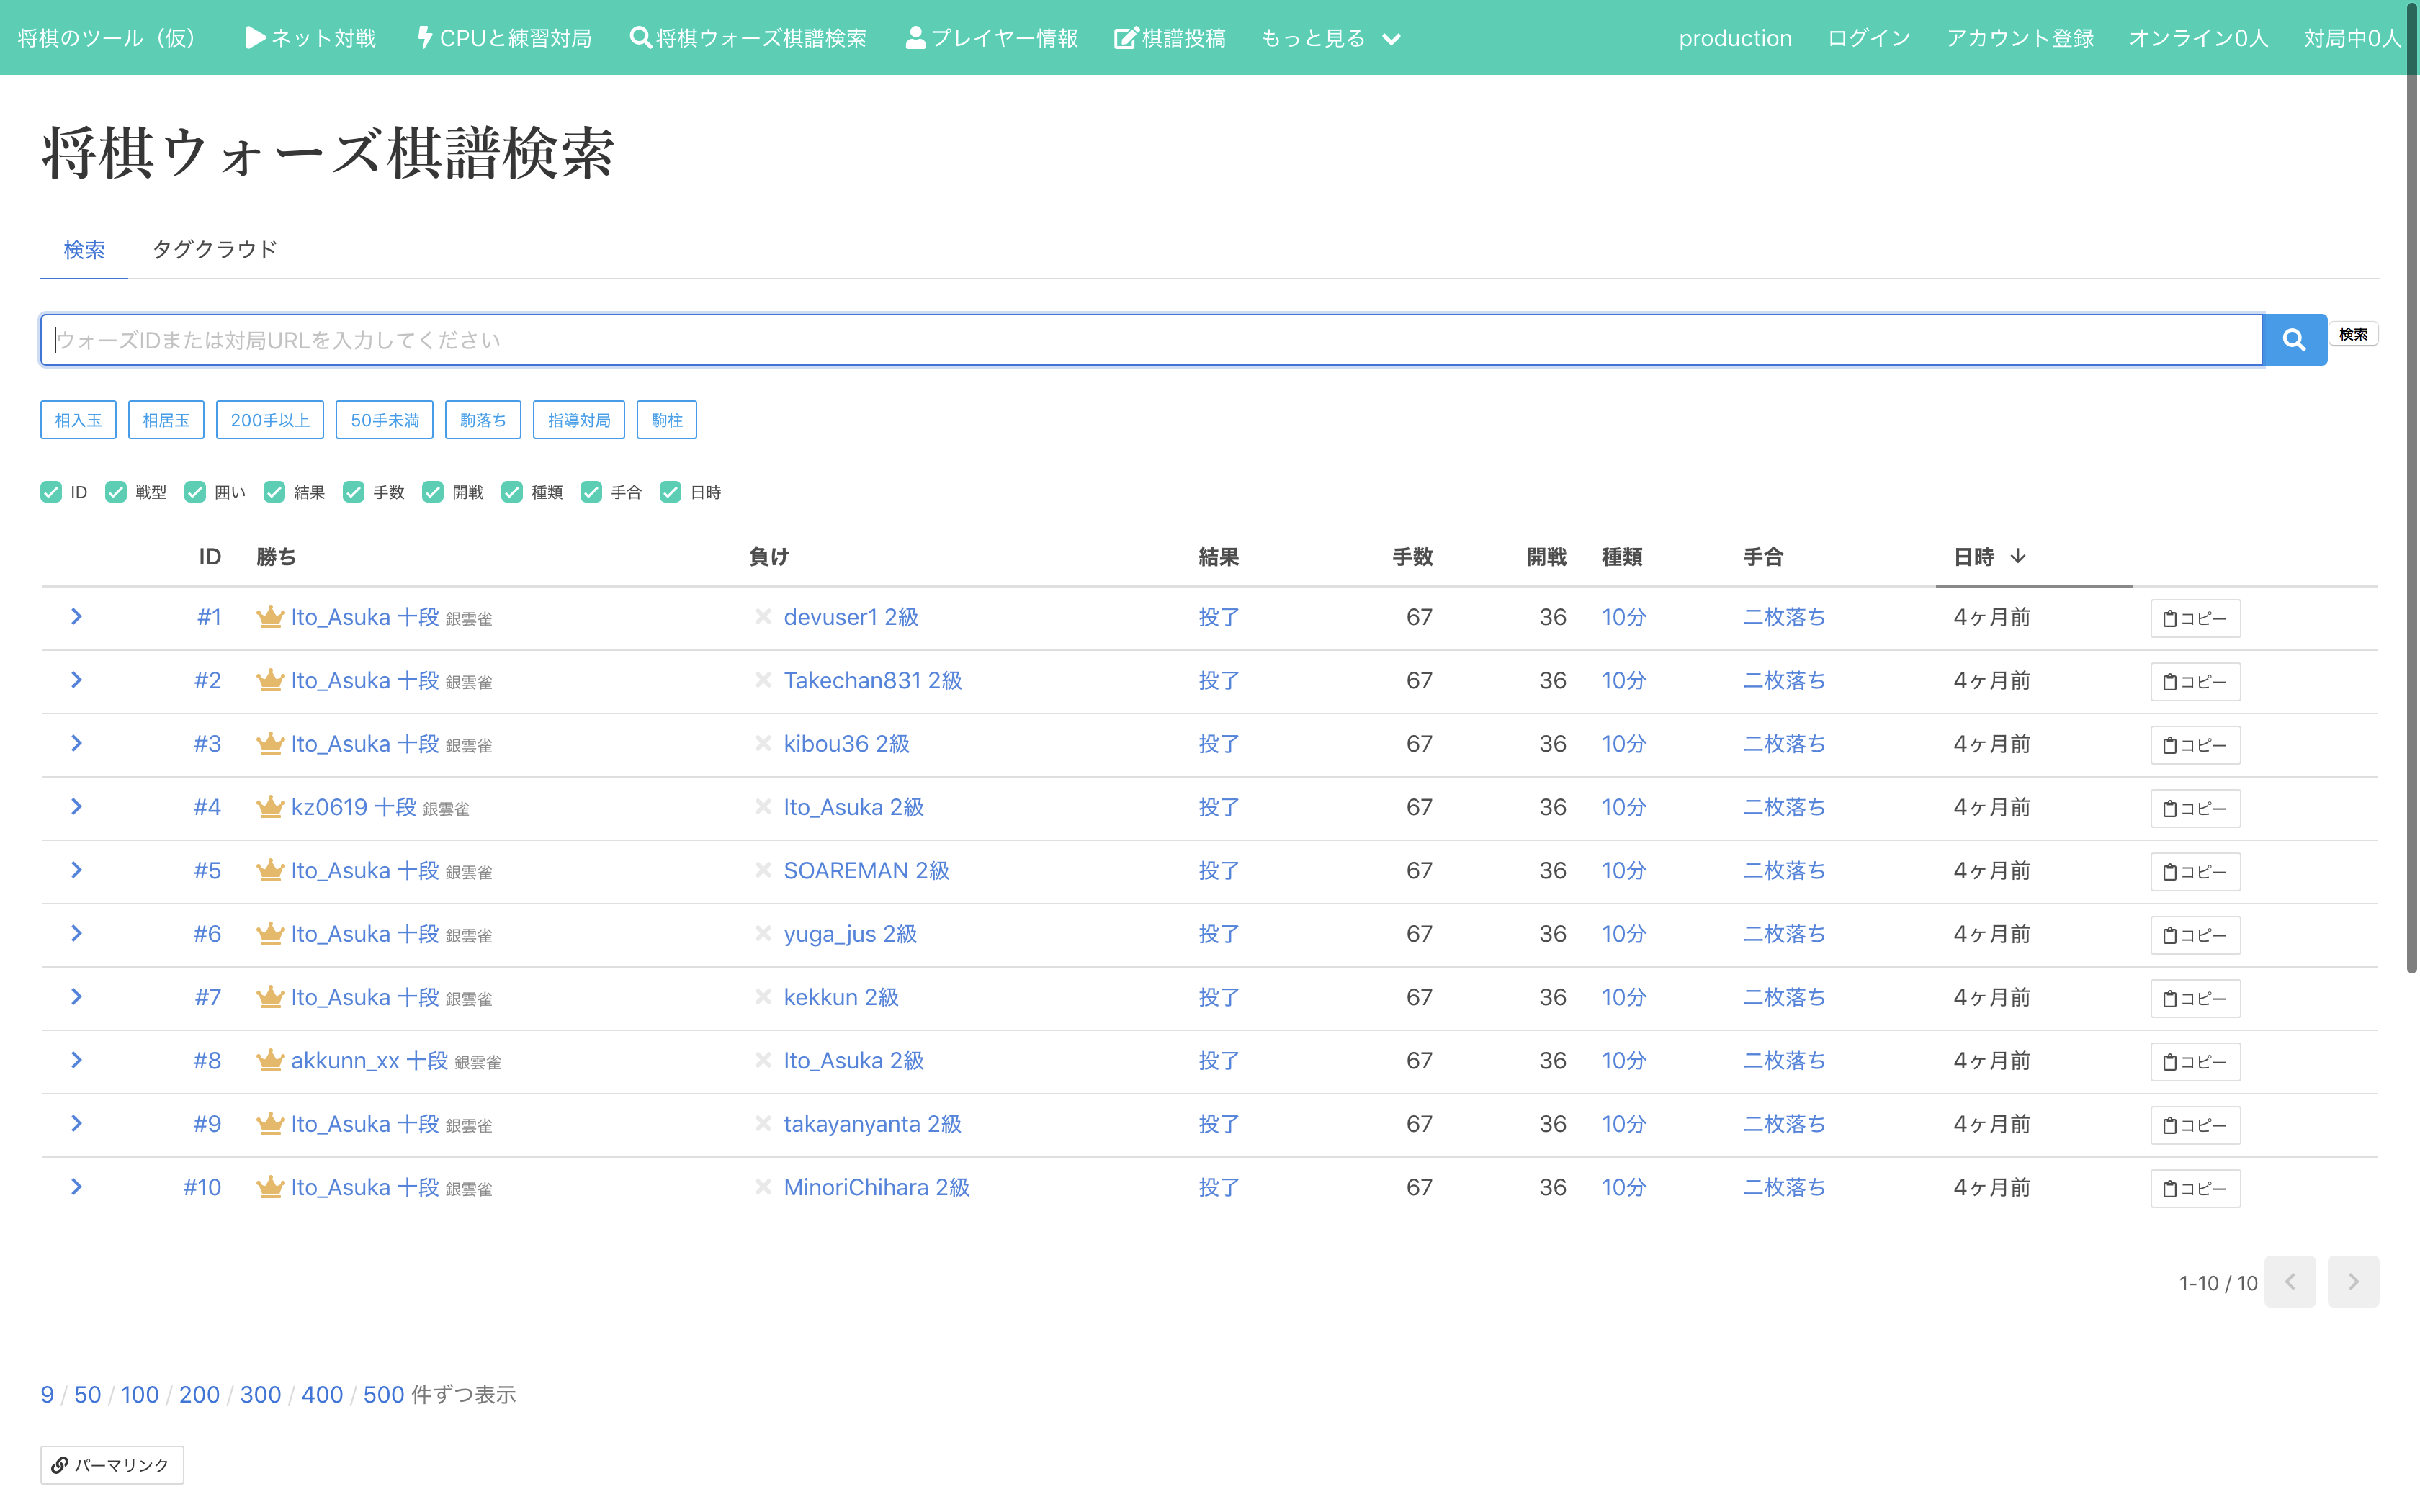 将棋のツール（仮） ネット対戦 CPUと練習対局 将棋ウォーズ棋譜検索 プレイヤー情報 棋譜投稿 もっと見る production ログイン アカウント登録 オンライン0人 対局中0人
将棋ウォーズ棋譜検索
検索 タグクラウド
ウォーズIDまたは対局URLを入力してください 検索
相入玉 相居玉 200手以上 50手未満 駒落ち 指導対局 駒柱
ID 戦型 囲い 結果 手数 開戦 種類 手合 日時
ID 勝ち 負け 結果 手数 開戦 種類 手合 日時
#1 Ito_Asuka 十段 銀雲雀 devuser1 2級 投了 67 36 10分 二枚落ち 4ヶ月前 コピー
#2 Ito_Asuka 十段 銀雲雀 Takechan831 2級 投了 67 36 10分 二枚落ち 4ヶ月前 コピー
#3 Ito_Asuka 十段 銀雲雀 kibou36 2級 投了 67 36 10分 二枚落ち 4ヶ月前 コピー
#4 kz0619 十段 銀雲雀 Ito_Asuka 2級 投了 67 36 10分 二枚落ち 4ヶ月前 コピー
#5 Ito_Asuka 十段 銀雲雀 SOAREMAN 2級 投了 67 36 10分 二枚落ち 4ヶ月前 コピー
#6 Ito_Asuka 十段 銀雲雀 yuga_jus 2級 投了 67 36 10分 二枚落ち 4ヶ月前 コピー
#7 Ito_Asuka 十段 銀雲雀 kekkun 2級 投了 67 36 10分 二枚落ち 4ヶ月前 コピー
#8 akkunn_xx 十段 銀雲雀 Ito_Asuka 2級 投了 67 36 10分 二枚落ち 4ヶ月前 コピー
#9 Ito_Asuka 十段 銀雲雀 takayanyanta 2級 投了 67 36 10分 二枚落ち 4ヶ月前 コピー
#10 Ito_Asuka 十段 銀雲雀 MinoriChihara 2級 投了 67 36 10分 二枚落ち 4ヶ月前 コピー
1-10 / 10
9 / 50 / 100 / 200 / 300 / 400 / 500 件ずつ表示
パーマリンク